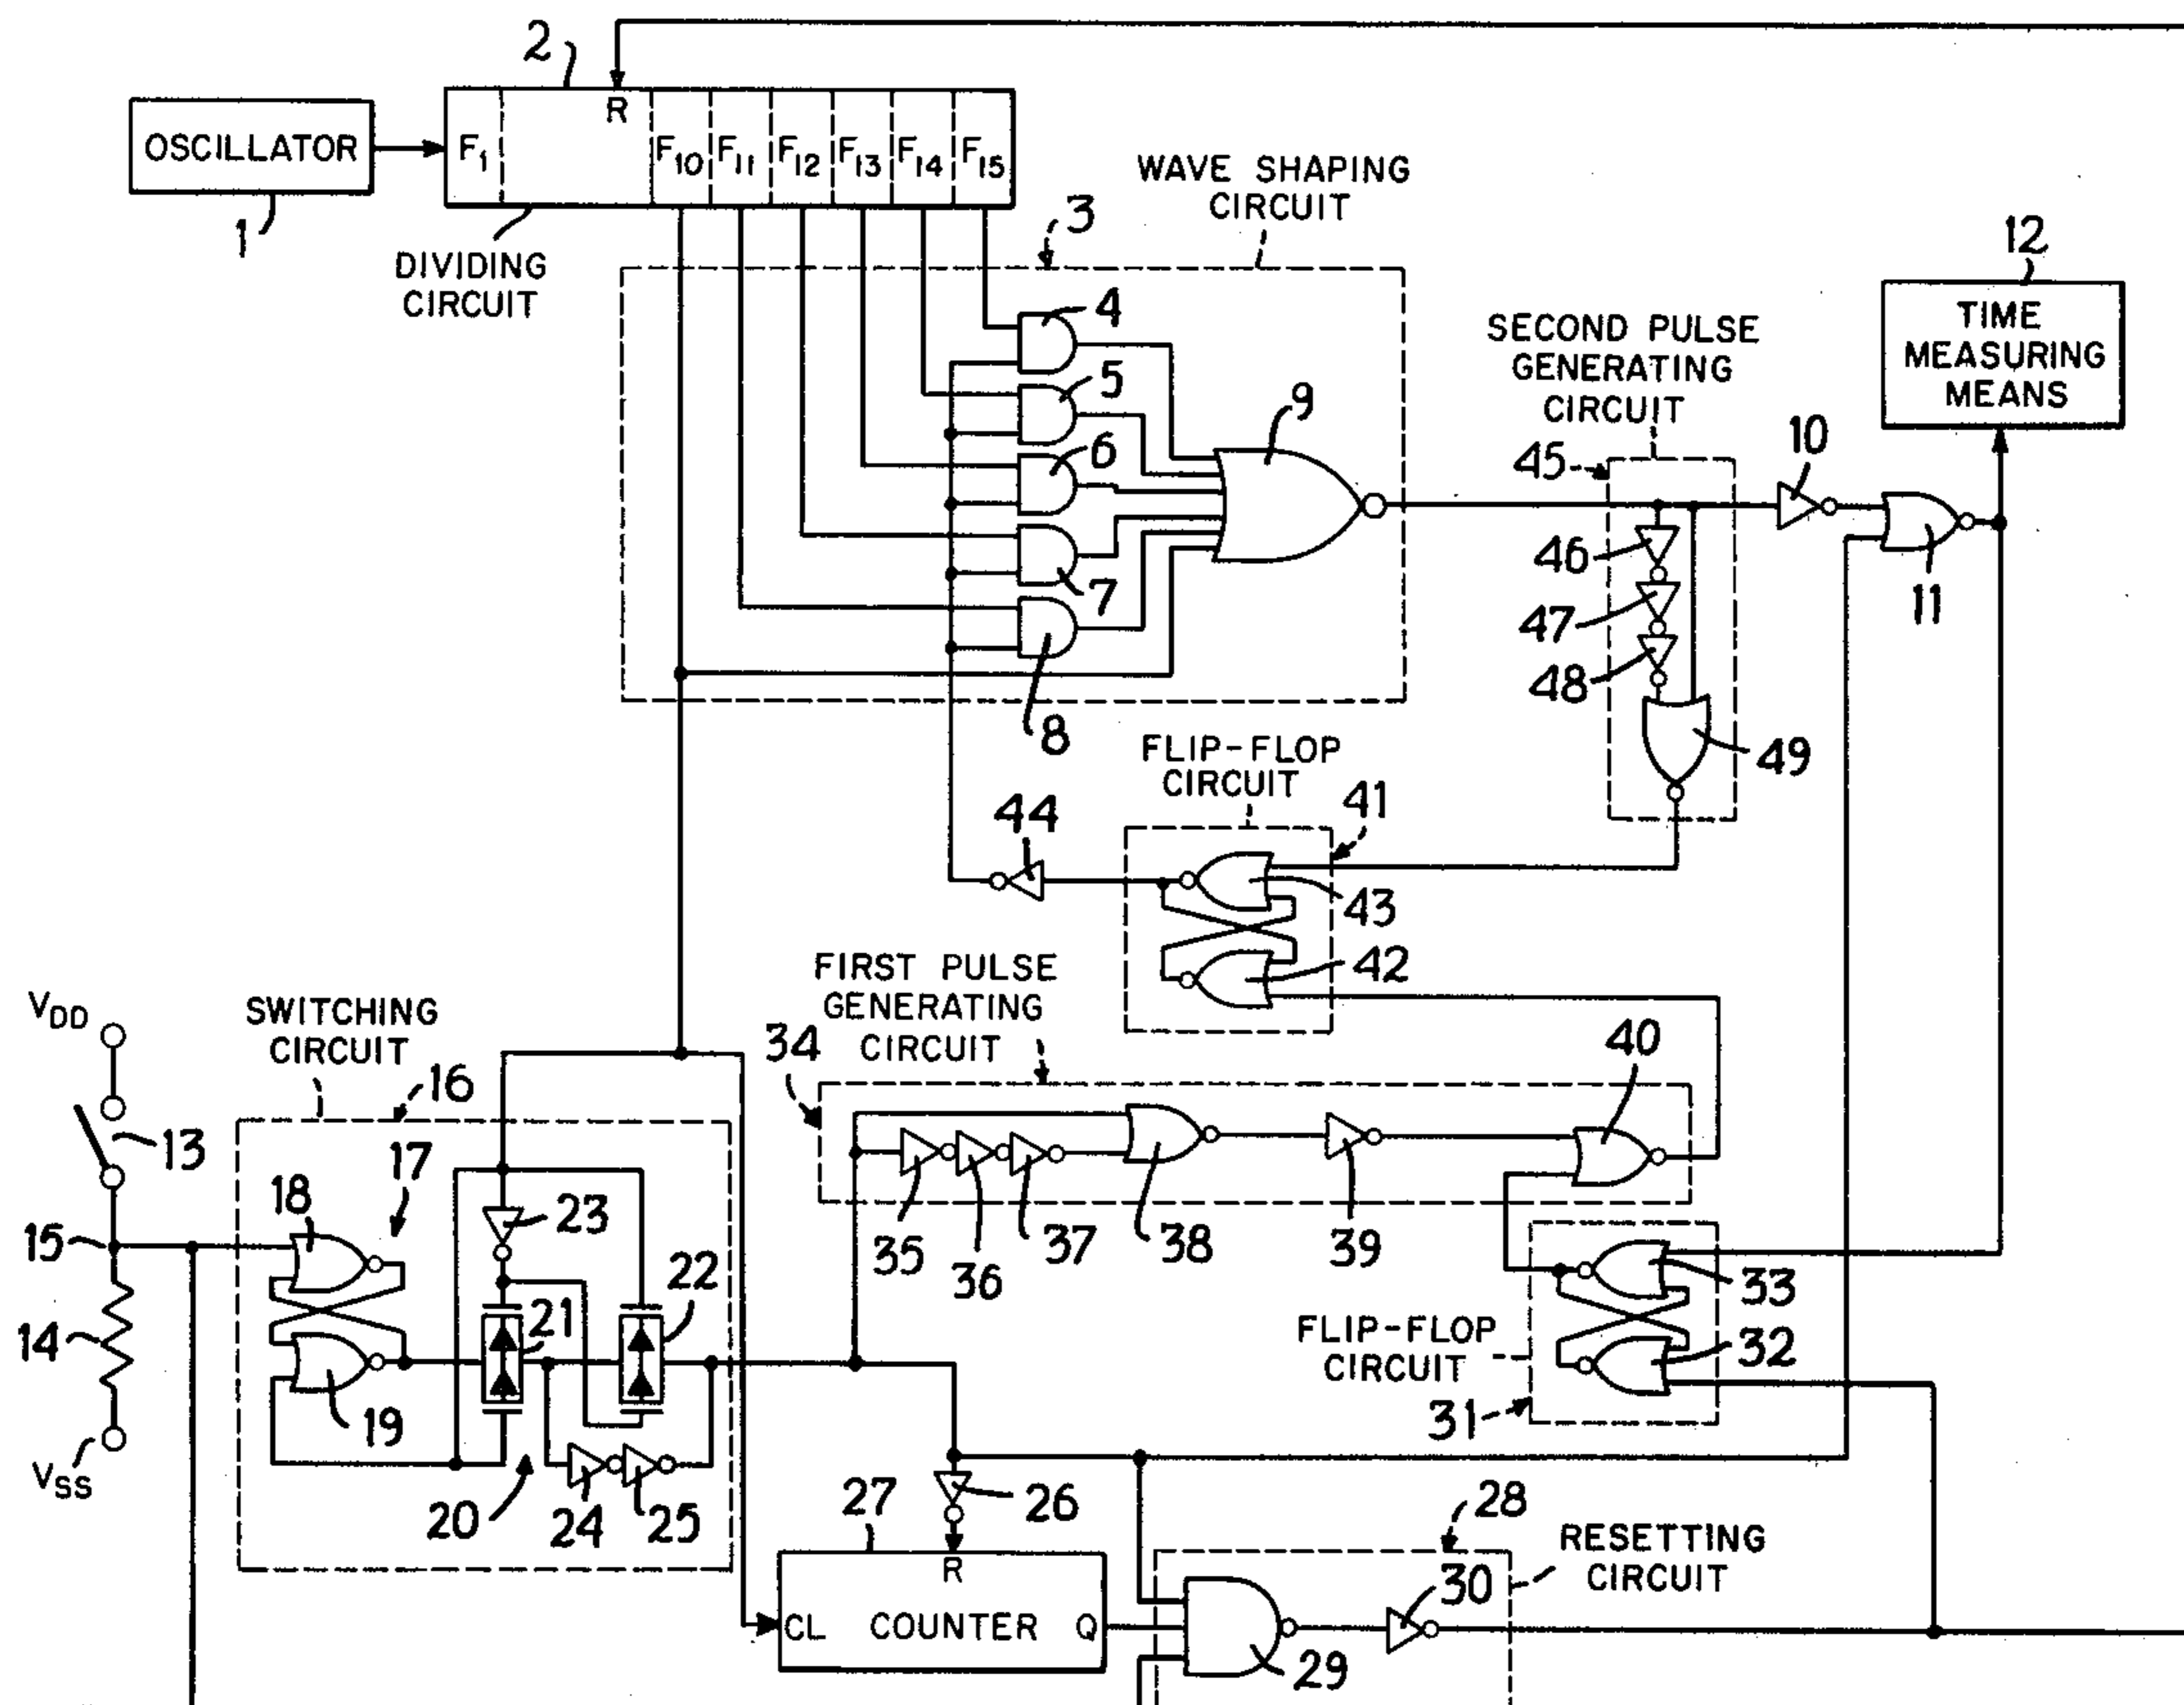 2
R
OSCILLATOR
F1
F10 F11 F12 F13 F14 F15
1
DIVIDING
CIRCUIT
WAVE SHAPING
CIRCUIT
3
12
TIME
MEASURING
MEANS
SECOND PULSE
GENERATING
CIRCUIT
4
5
6
7
8
9
45
10
11
46
47
48
49
FLIP-FLOP
CIRCUIT
41
44
43
42
FIRST PULSE
GENERATING
CIRCUIT
34
40
VDD
SWITCHING
CIRCUIT
16
13
17
18
23
15
22
21
14
19
VSS
20
24
25
35
36
37
38
39
33
FLIP-FLOP
CIRCUIT
32
31
26
27
28
RESETTING
CIRCUIT
R
30
CL COUNTER Q
29